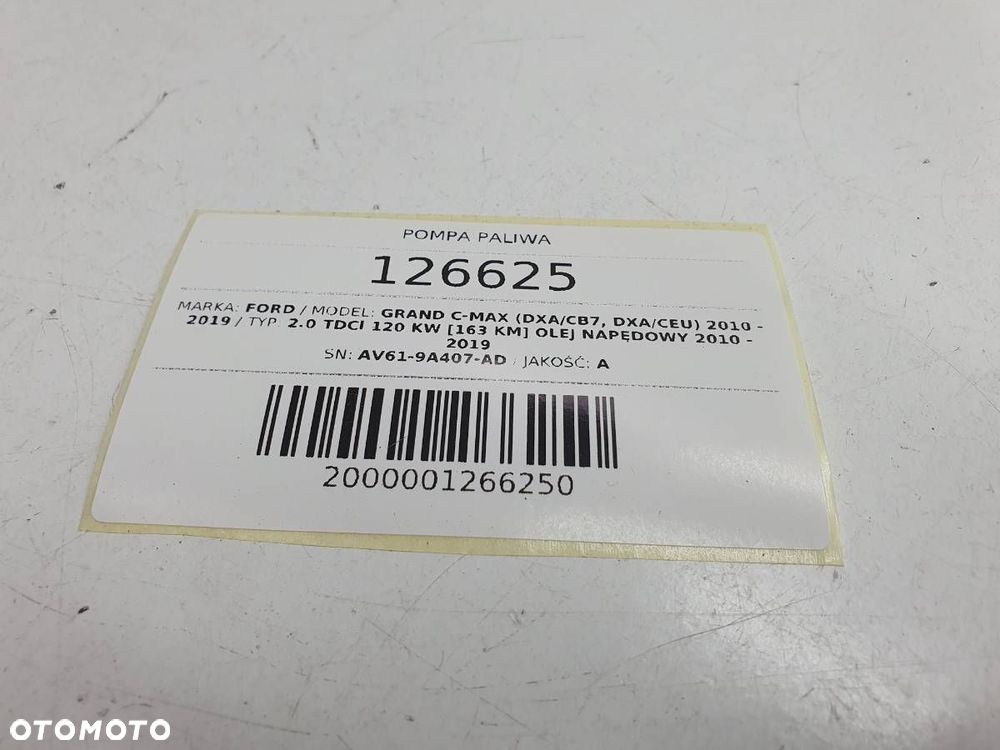 POMPA PALIWA
126625
MARKA: FORD / MODEL: GRAND C-MAX (DXA/CB7, DXA/CEU) 2010 -
2019 / TYP: 2.0 TDCI 120 KW [163 KM] OLEJ NAPĘDOWY 2010 -
2019
SN: AV61-9A407-AD / JAKOŚĆ: A
2000001266250
OTOMOTO